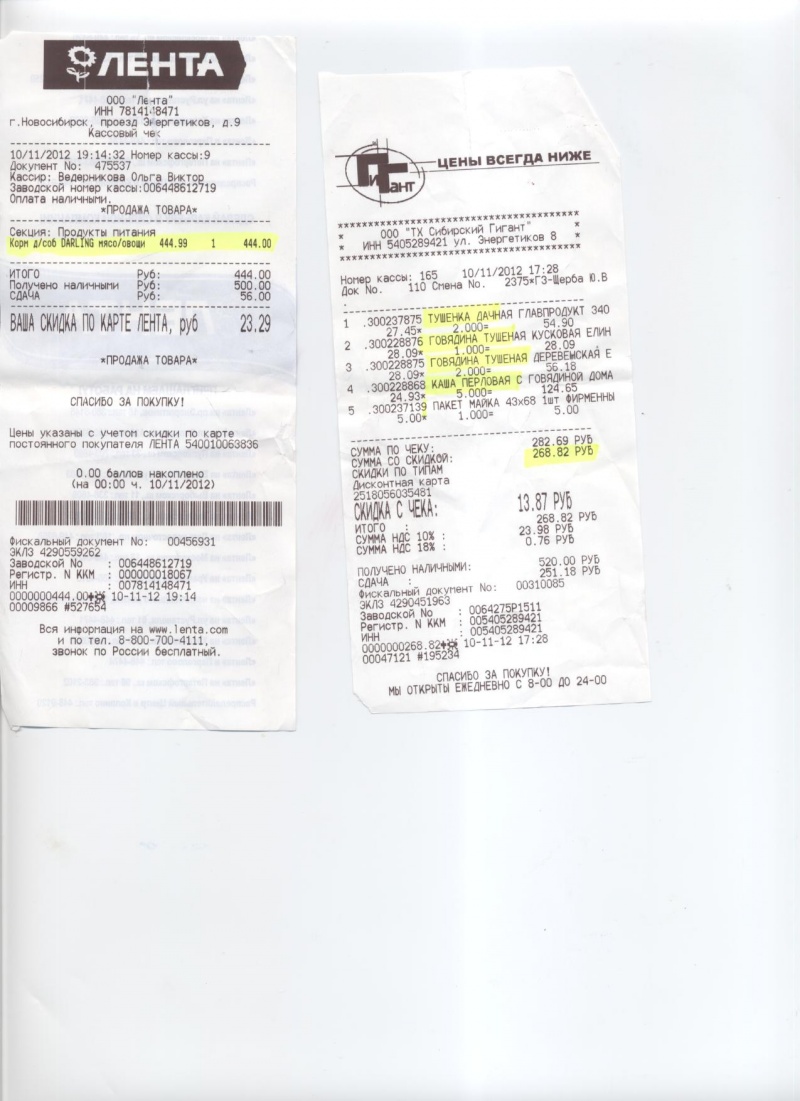 ЛЕНТА
ООО "Лента"
ИНН 7814148471
г.Новосибирск, проезд Энергетиков, д.9
Кассовый чек
10/11/2012 19:14:32 Номер кассы:9
Документ No: 475537
Кассир: Ведерникова Ольга Виктор
Заводской номер кассы:006448612719
Оплата наличными.
*ПРОДАЖА ТОВАРА*
Секция: Продукты питания
Корм д/соб DARLING мясо/овощи 444.99 1 444.00
ИТОГО Руб: 444.00
Получено наличными Руб: 500.00
СДАЧА Руб: 56.00
ВАША СКИДКА ПО КАРТЕ ЛЕНТА, руб 23.29
*ПРОДАЖА ТОВАРА*
СПАСИБО ЗА ПОКУПКУ!
Цены указаны с учетом скидки по карте
постоянного покупателя ЛЕНТА 540010063836
0.00 баллов накоплено
(на 00:00 ч. 10/11/2012)
Фискальный документ No: 00456931
ЭКЛЗ 4290559262
Заводской No : 006448612719
Регистр. N ККМ : 000000018067
ИНН : 007814148471
0000000444.00 10-11-12 19:14
00009866 #527654
Вся информация на www.lenta.com
и по тел. 8-800-700-4111,
звонок по России бесплатный.
ГиГант
ЦЕНЫ ВСЕГДА НИЖЕ
****************************************
* ООО "ТХ Сибирский Гигант" *
* ИНН 5405289421 ул. Энергетиков 8 *
****************************************
Номер кассы: 165 10/11/2012 17:28
Док No. 110 Смена No. 2375*ГЗ-Щерба Ю.В
.
1 .300237875 ТУШЕНКА ДАЧНАЯ ГЛАВПРОДУКТ 340
27.45* 2.000= 54.90
2 .300228876 ГОВЯДИНА ТУШЕНАЯ КУСКОВАЯ ЕЛИН
28.09* 1.000= 28.09
3 .300228875 ГОВЯДИНА ТУШЕНАЯ ДЕРЕВЕНСКАЯ Е
28.09* 2.000= 56.18
4 .300228868 КАША ПЕРЛОВАЯ С ГОВЯДИНОЙ ДОМА
24.93* 5.000= 124.65
5 .300237139 ПАКЕТ МАЙКА 43х68 1шт ФИРМЕННЫ
5.00* 1.000= 5.00
СУММА ПО ЧЕКУ: 282.69 РУБ
СУММА СО СКИДКОЙ: 268.82 РУБ
СКИДКИ ПО ТИПАМ
Дисконтная карта
2518056035481
СКИДКА С ЧЕКА: 13.87 РУБ
ИТОГО : 268.82 РУБ
СУММА НДС 10% : 23.98 РУБ
СУММА НДС 18% : 0.76 РУБ
ПОЛУЧЕНО НАЛИЧНЫМИ: 520.00 РУБ
СДАЧА : 251.18 РУБ
Фискальный документ No: 00310085
ЭКЛЗ 4290451963
Заводской No : 0064275P1511
Регистр. N ККМ : 005405289421
ИНН : 005405289421
0000000268.82 10-11-12 17:28
00047121 #195234
СПАСИБО ЗА ПОКУПКУ!
МЫ ОТКРЫТЫ ЕЖЕДНЕВНО С 8-00 ДО 24-00